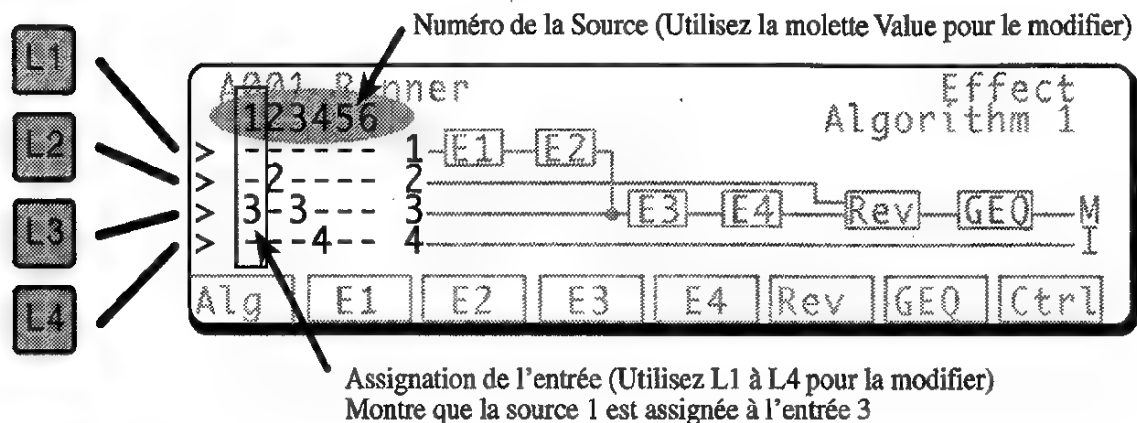 Numéro de la Source (Utilisez la molette Value pour le modifier)
L1
L2
L3
L4
A001 Runner
Effect
123456
Algorithm 1
> ------ 1 E1 E2
> -2---- 2
> 3-3--- 3 E3 E4 Rev GEQ M
> ---4-- 4 I
Alg E1 E2 E3 E4 Rev GEQ Ctrl
Assignation de l'entrée (Utilisez L1 à L4 pour la modifier)
Montre que la source 1 est assignée à l'entrée 3